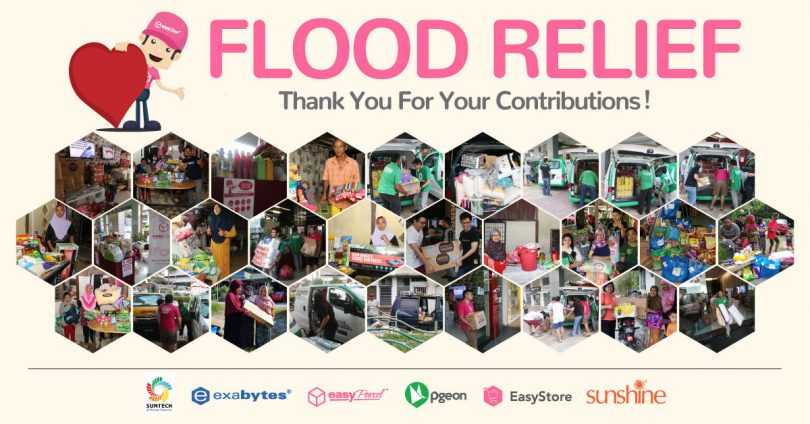 FLOOD RELIEF
Thank You For Your Contributions!
SUNTECH
exabytes®
easyParcel
pgeon
EasyStore
sunshine